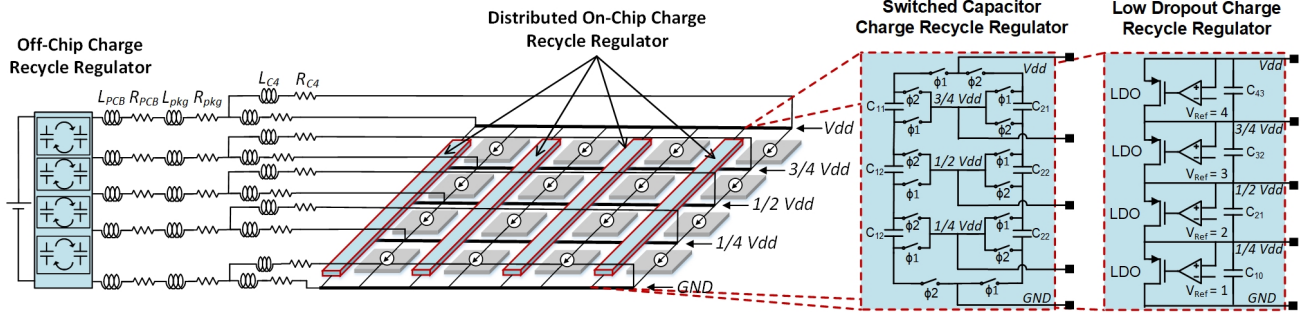 Off-Chip Charge
Recycle Regulator
L_PCB R_PCB L_pkg R_pkg
L_C4 R_C4
Distributed On-Chip Charge
Recycle Regulator
Vdd
3/4 Vdd
1/2 Vdd
1/4 Vdd
GND
Switched Capacitor
Charge Recycle Regulator
Vdd
ϕ1 ϕ2
C11 ϕ2 3/4 Vdd ϕ1 C21
ϕ1 ϕ2
C12 ϕ2 1/2 Vdd ϕ1 C22
ϕ1 ϕ2
C12 ϕ2 1/4 Vdd ϕ1 C22
ϕ1 ϕ2
ϕ2 ϕ1
GND
Low Dropout Charge
Recycle Regulator
Vdd
LDO C43
V_Ref = 4
3/4 Vdd
LDO C32
V_Ref = 3
1/2 Vdd
LDO C21
V_Ref = 2
1/4 Vdd
LDO C10
V_Ref = 1
GND